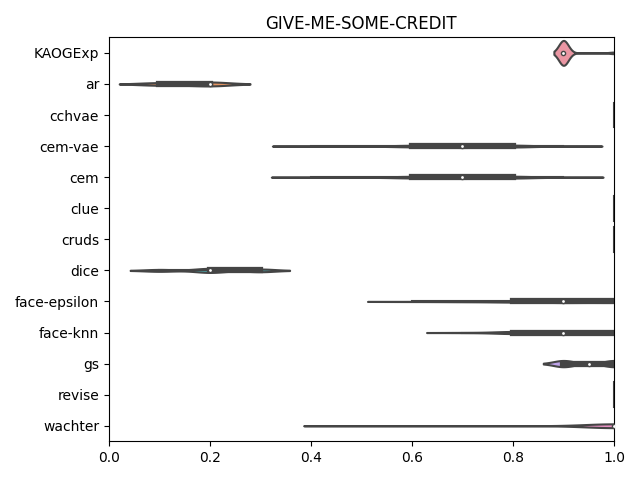 GIVE-ME-SOME-CREDIT
KAOGExp
ar
cchvae
cem-vae
cem
clue
cruds
dice
face-epsilon
face-knn
gs
revise
wachter
0.0 0.2 0.4 0.6 0.8 1.0